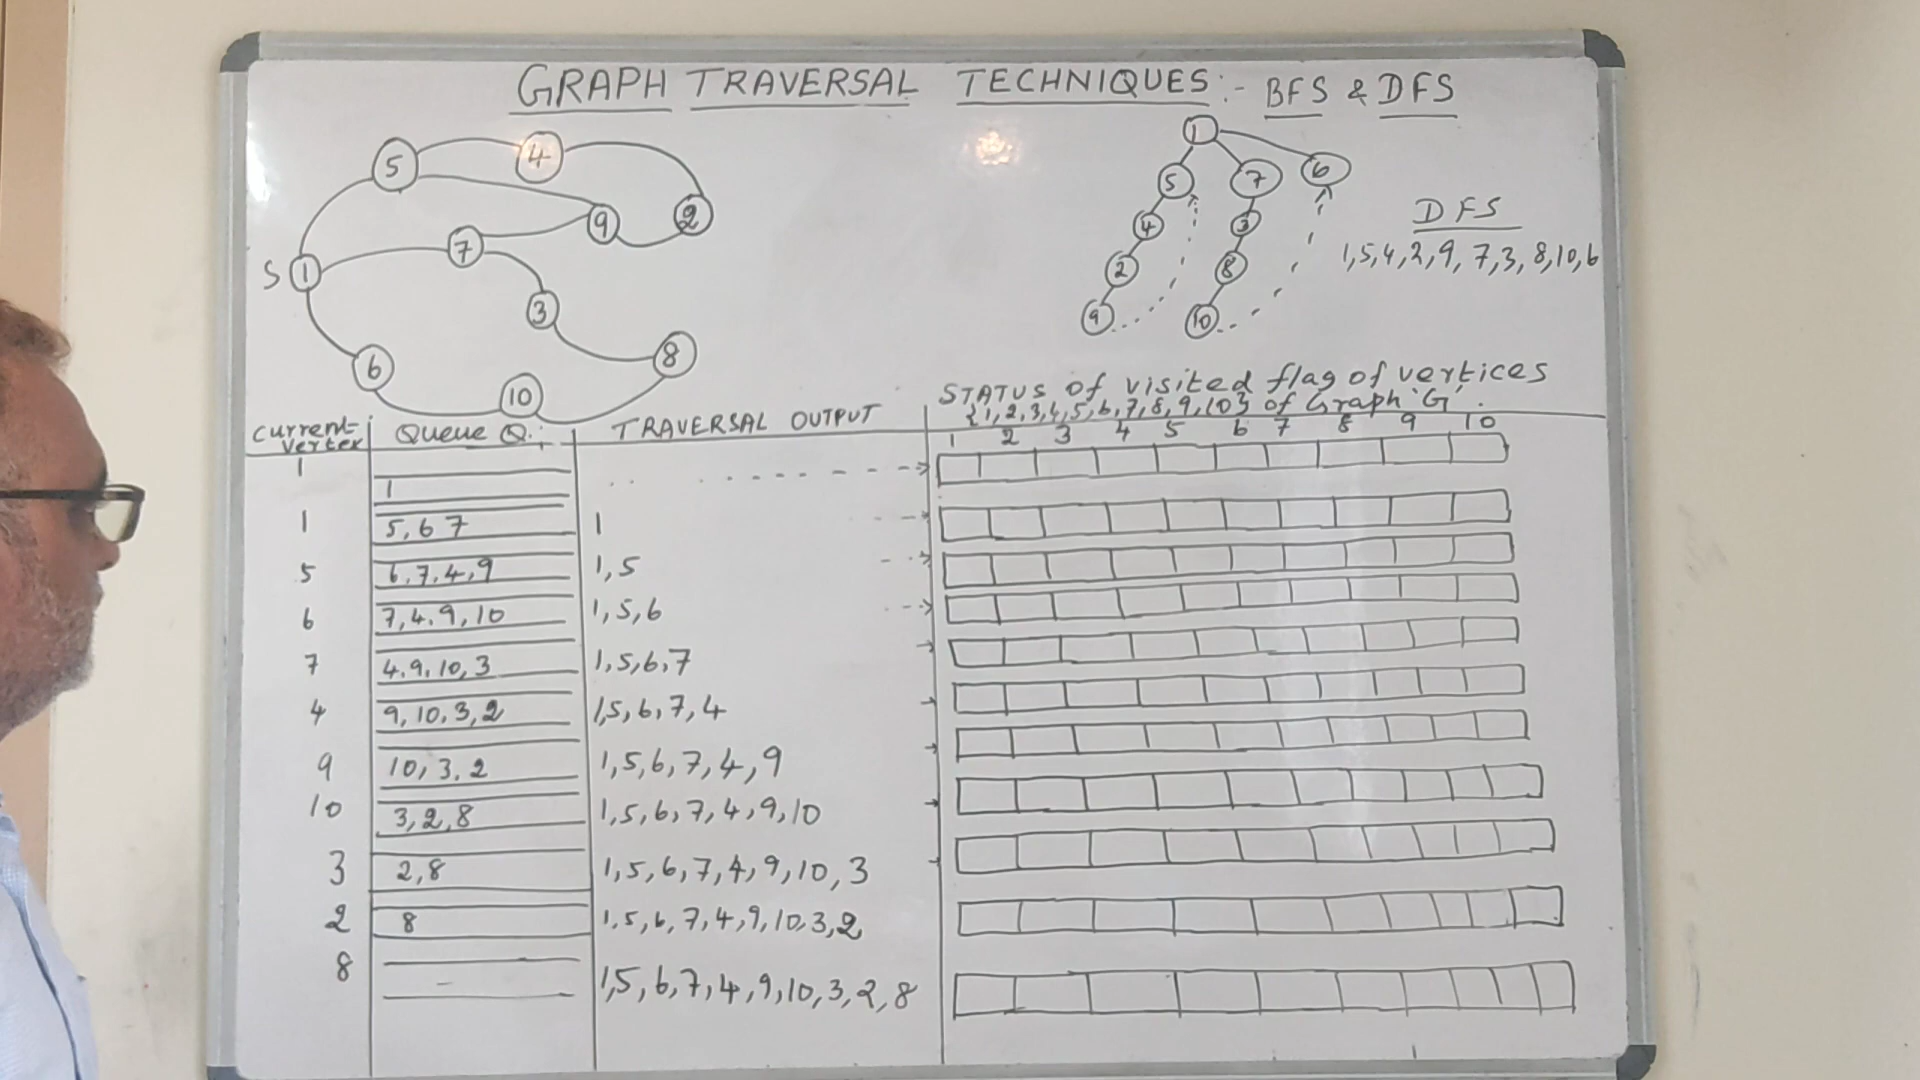 GRAPH TRAVERSAL TECHNIQUES:- BFS & DFS
5
4
9
2
7
S 1
3
6
10
8
1
5
7
6
4
3
2
8
9
10
DFS
1,5,4,2,9,7,3,8,10,6
STATUS of visited flag of vertices
{1,2,3,4,5,6,7,8,9,10} of Graph 'G'.
Current Vertex
Queue Q:
TRAVERSAL OUTPUT
1 2 3 4 5 6 7 8 9 10
1
1
1 5,6 7 1
5 6,7,4,9 1,5
6 7,4,9,10 1,5,6
7 4,9,10,3 1,5,6,7
4 9,10,3,2 1,5,6,7,4
9 10,3,2 1,5,6,7,4,9
10 3,2,8 1,5,6,7,4,9,10
3 2,8 1,5,6,7,4,9,10,3
2 8 1,5,6,7,4,9,10,3,2
8 - 1,5,6,7,4,9,10,3,2,8